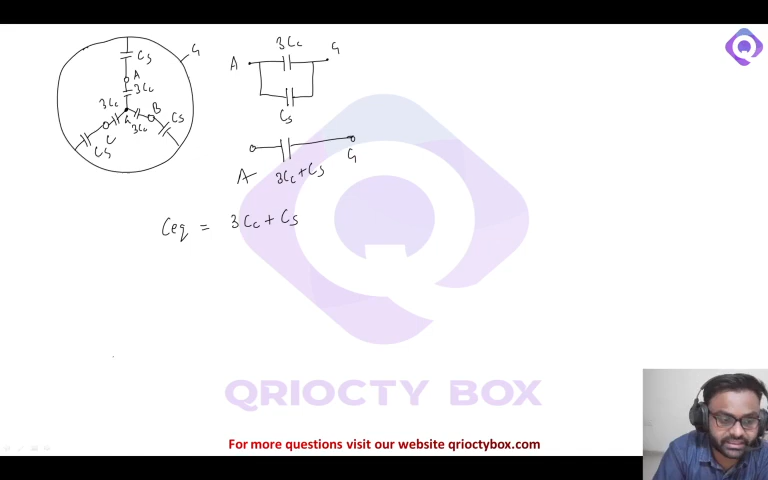 G
Cs
A
3Cc
3Cc
G
B
3Cc
Cs
C
Cs
3Cc
A
G
Cs
A
3Cc + Cs
G
Ceq = 3Cc + Cs
QRIOCTY BOX
For more questions visit our website qrioctybox.com